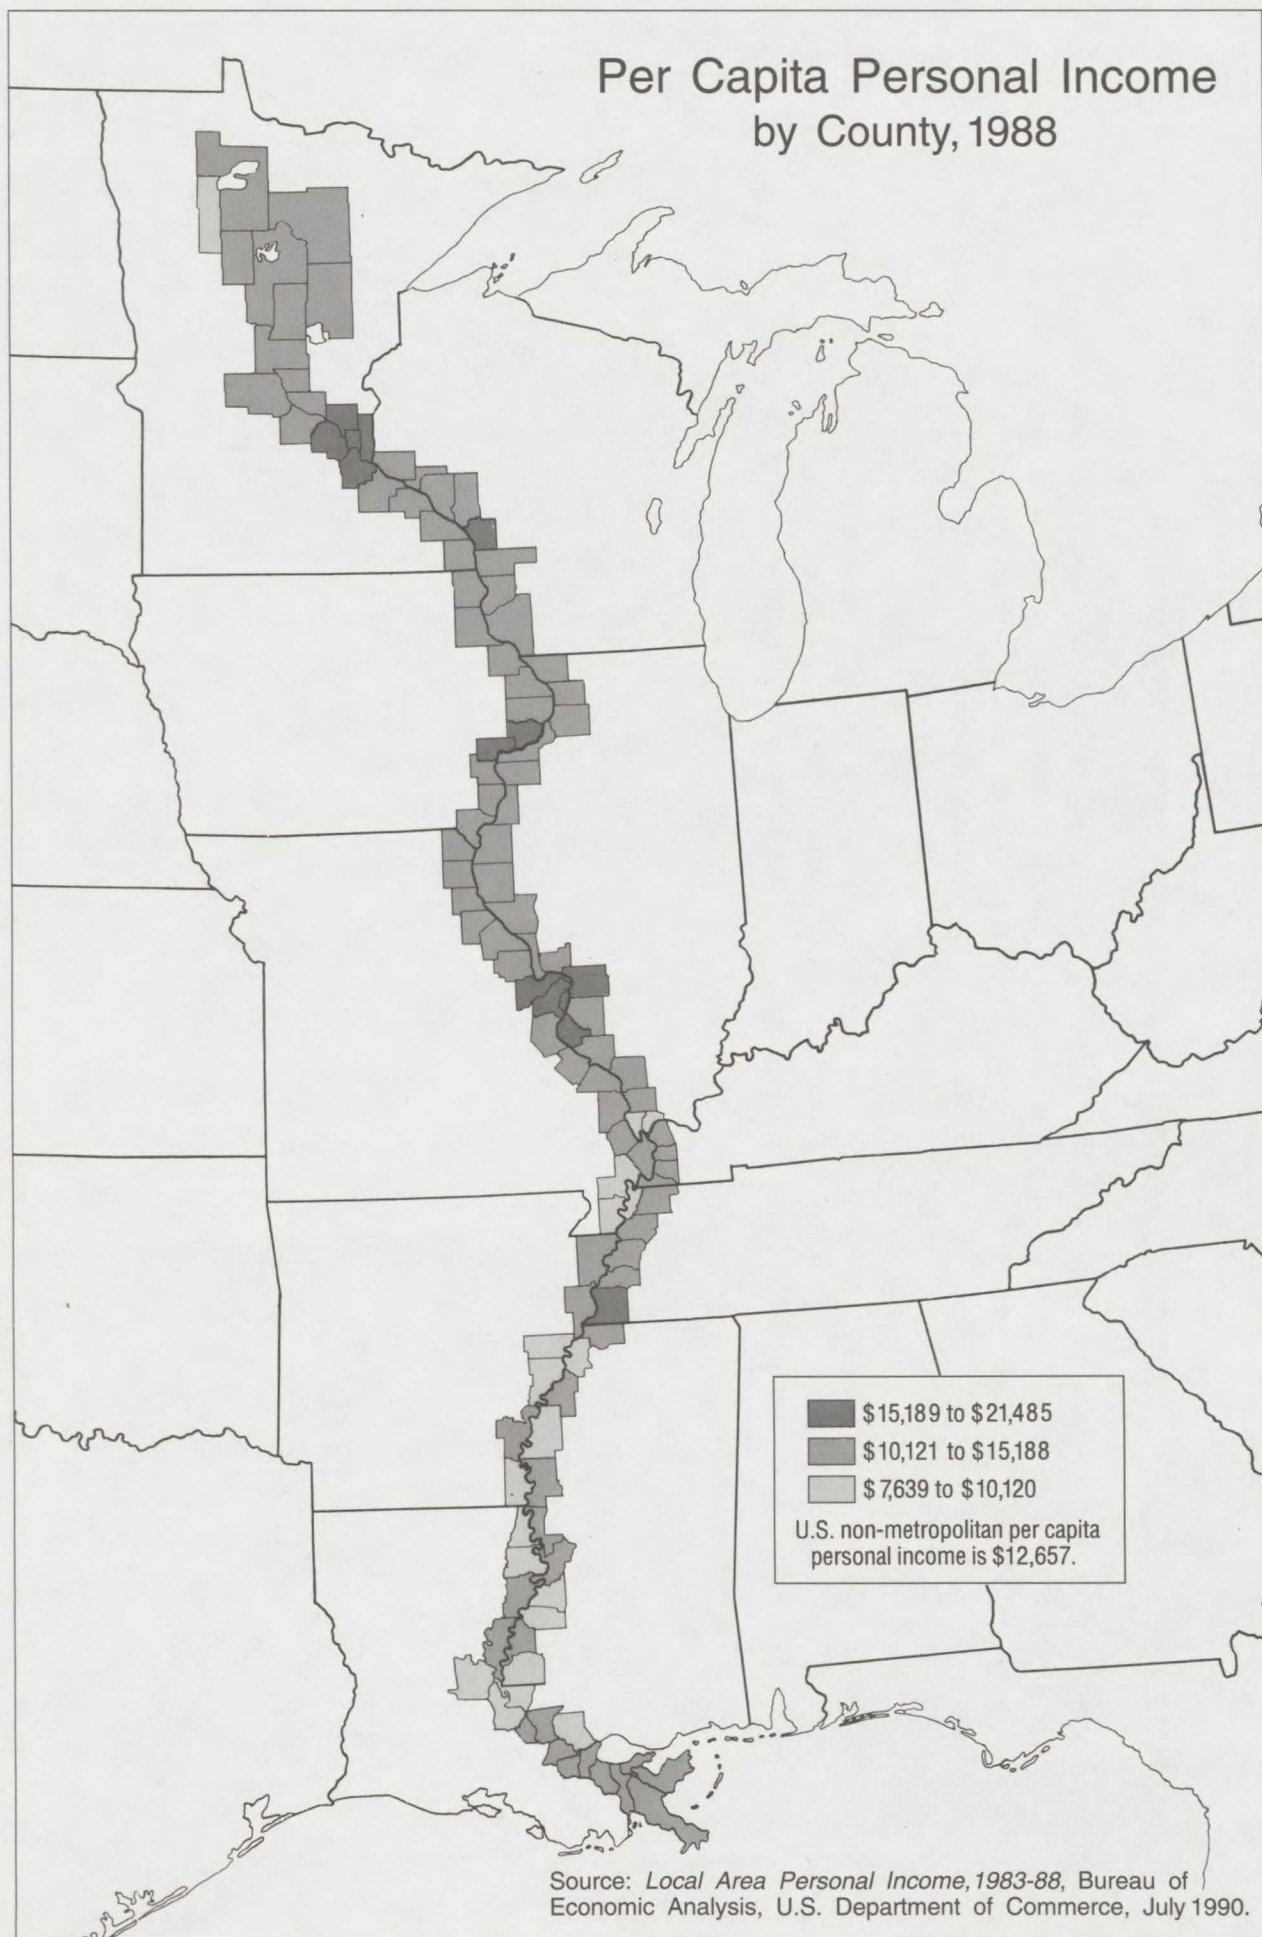 Per Capita Personal Income
by County, 1988
$15,189 to $21,485
$10,121 to $15,188
$7,639 to $10,120
U.S. non-metropolitan per capita
personal income is $12,657.
Source: Local Area Personal Income, 1983-88, Bureau of
Economic Analysis, U.S. Department of Commerce, July 1990.